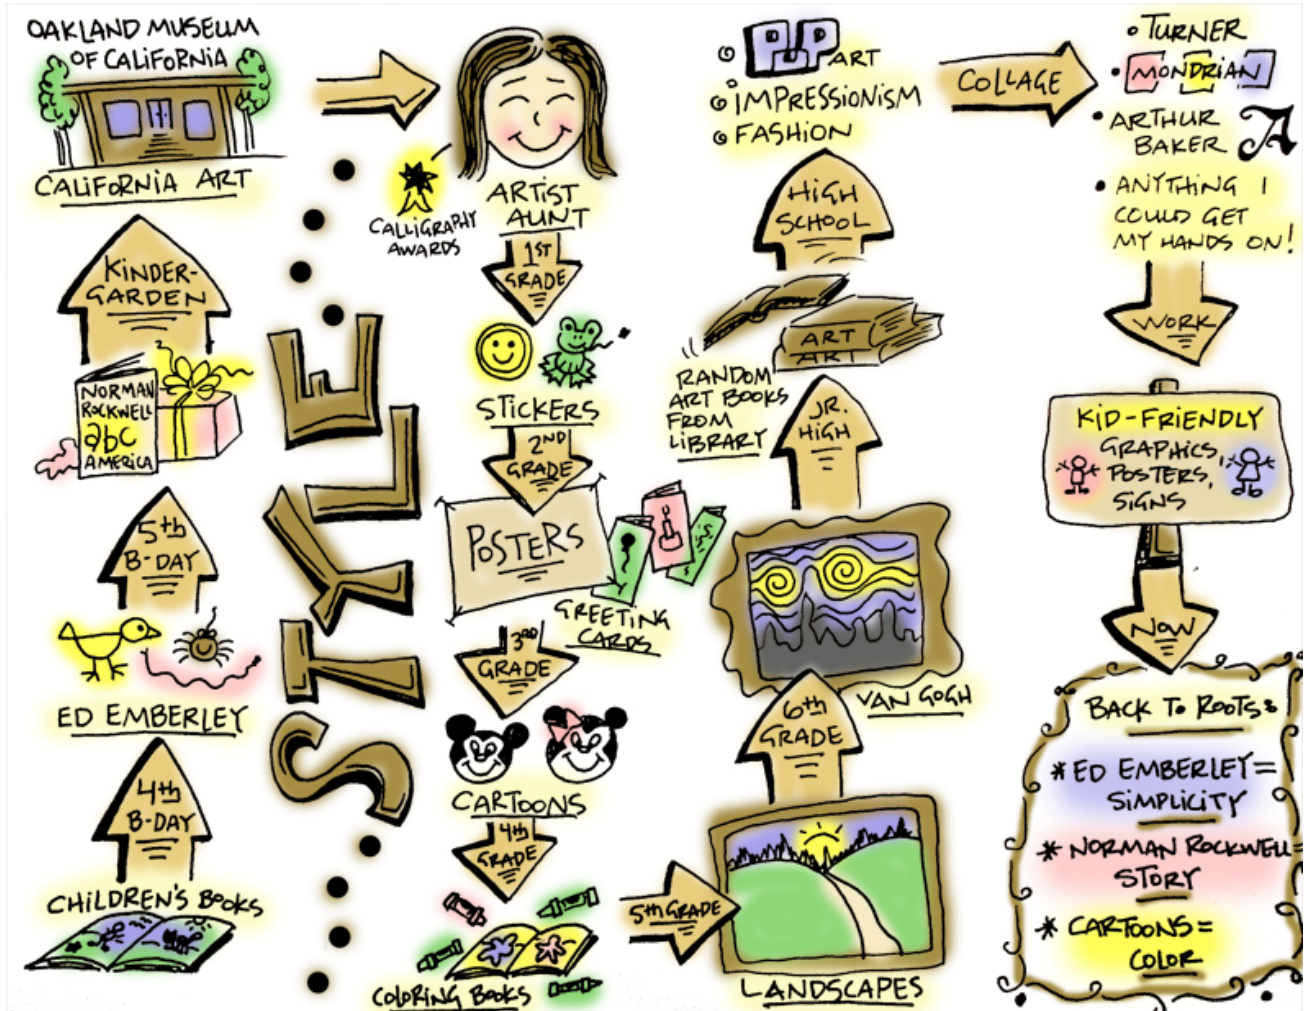 OAKLAND MUSEUM
OF CALIFORNIA
CALIFORNIA ART
KINDER-
GARDEN
NORMAN
ROCKWELL
abc
AMERICA
5th
B-DAY
ED EMBERLEY
4th
B-DAY
CHILDREN'S BOOKS
STYLE
CALLIGRAPHY
AWARDS
ARTIST
AUNT
1ST
GRADE
STICKERS
2ND
GRADE
POSTERS
GREETING
CARDS
3RD
GRADE
CARTOONS
4th
GRADE
COLORING BOOKS
5th GRADE
LANDSCAPES
6th
GRADE
VAN GOGH
JR.
HIGH
RANDOM
ART BOOKS
FROM
LIBRARY
ART
ART
HIGH
SCHOOL
POP ART
IMPRESSIONISM
FASHION
COLLAGE
• TURNER
• MONDRIAN
• ARTHUR
BAKER A
• ANYTHING I
COULD GET
MY HANDS ON!
WORK
KID-FRIENDLY
GRAPHICS,
POSTERS,
SIGNS
NOW
BACK TO ROOTS:
* ED EMBERLEY =
SIMPLICITY
* NORMAN ROCKWELL =
STORY
* CARTOONS =
COLOR